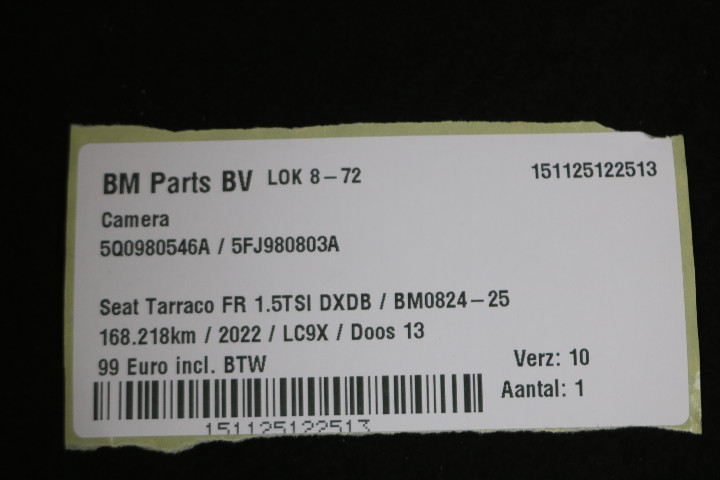 BM Parts BV LOK 8-72 151125122513
Camera
5Q0980546A / 5FJ980803A
Seat Tarraco FR 1.5TSI DXDB / BM0824-25
168.218km / 2022 / LC9X / Doos 13
99 Euro incl. BTW Verz: 10
Aantal: 1
151125122513